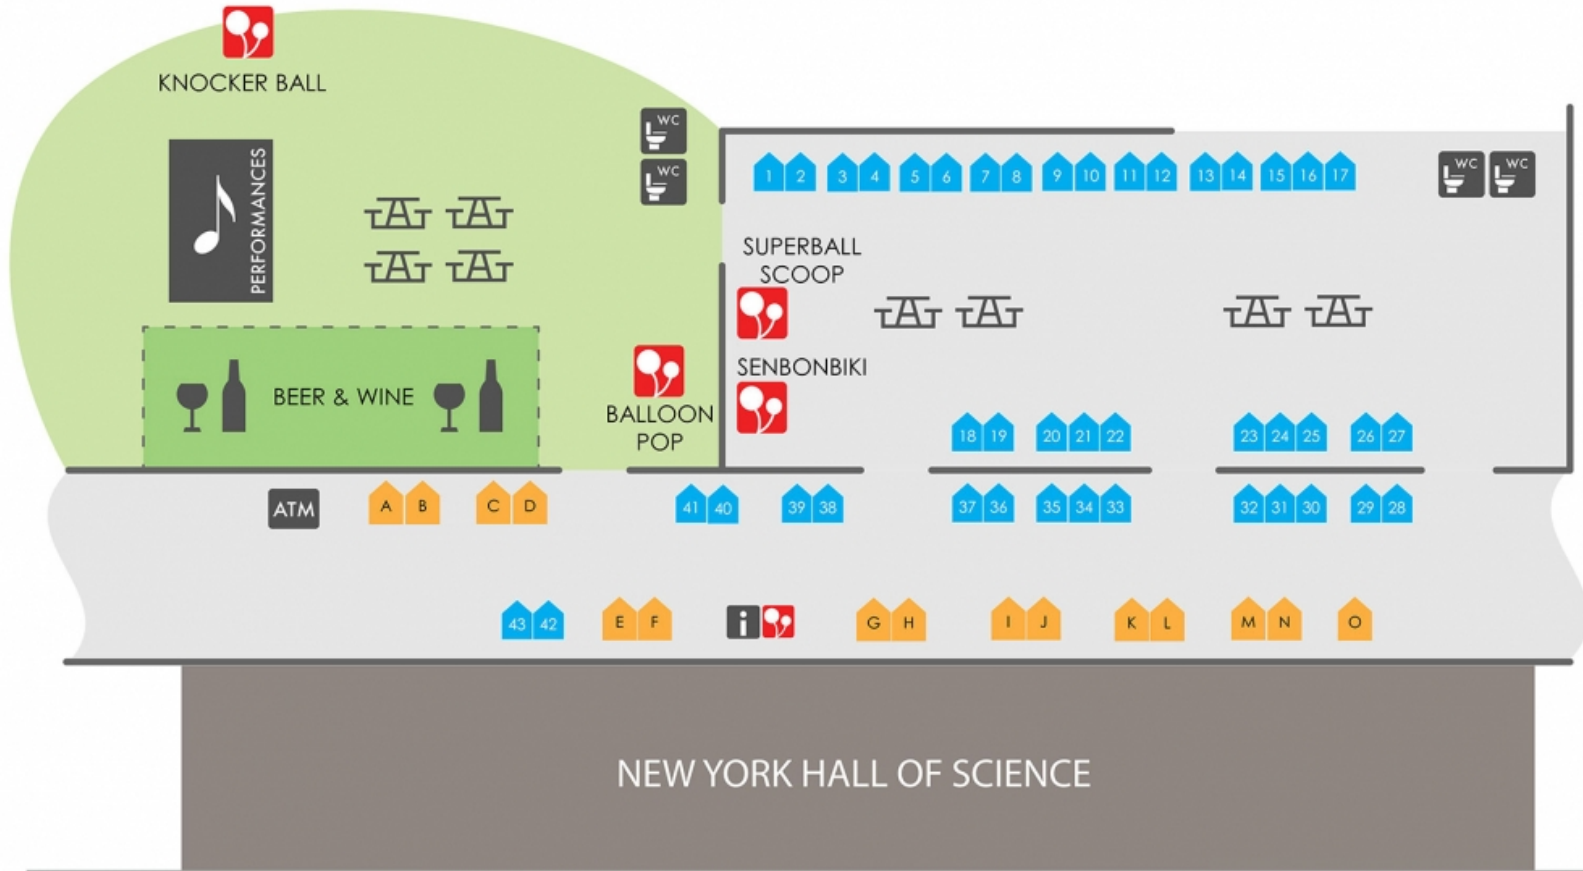 KNOCKER BALL
PERFORMANCES
WC
WC
1 2 3 4 5 6 7 8 9 10 11 12 13 14 15 16 17
WC WC
SUPERBALL
SCOOP
SENBONBIKI
BEER & WINE
BALLOON
POP
18 19 20 21 22 23 24 25 26 27
ATM A B C D 41 40 39 38 37 36 35 34 33 32 31 30 29 28
43 42 E F i G H I J K L M N O
NEW YORK HALL OF SCIENCE